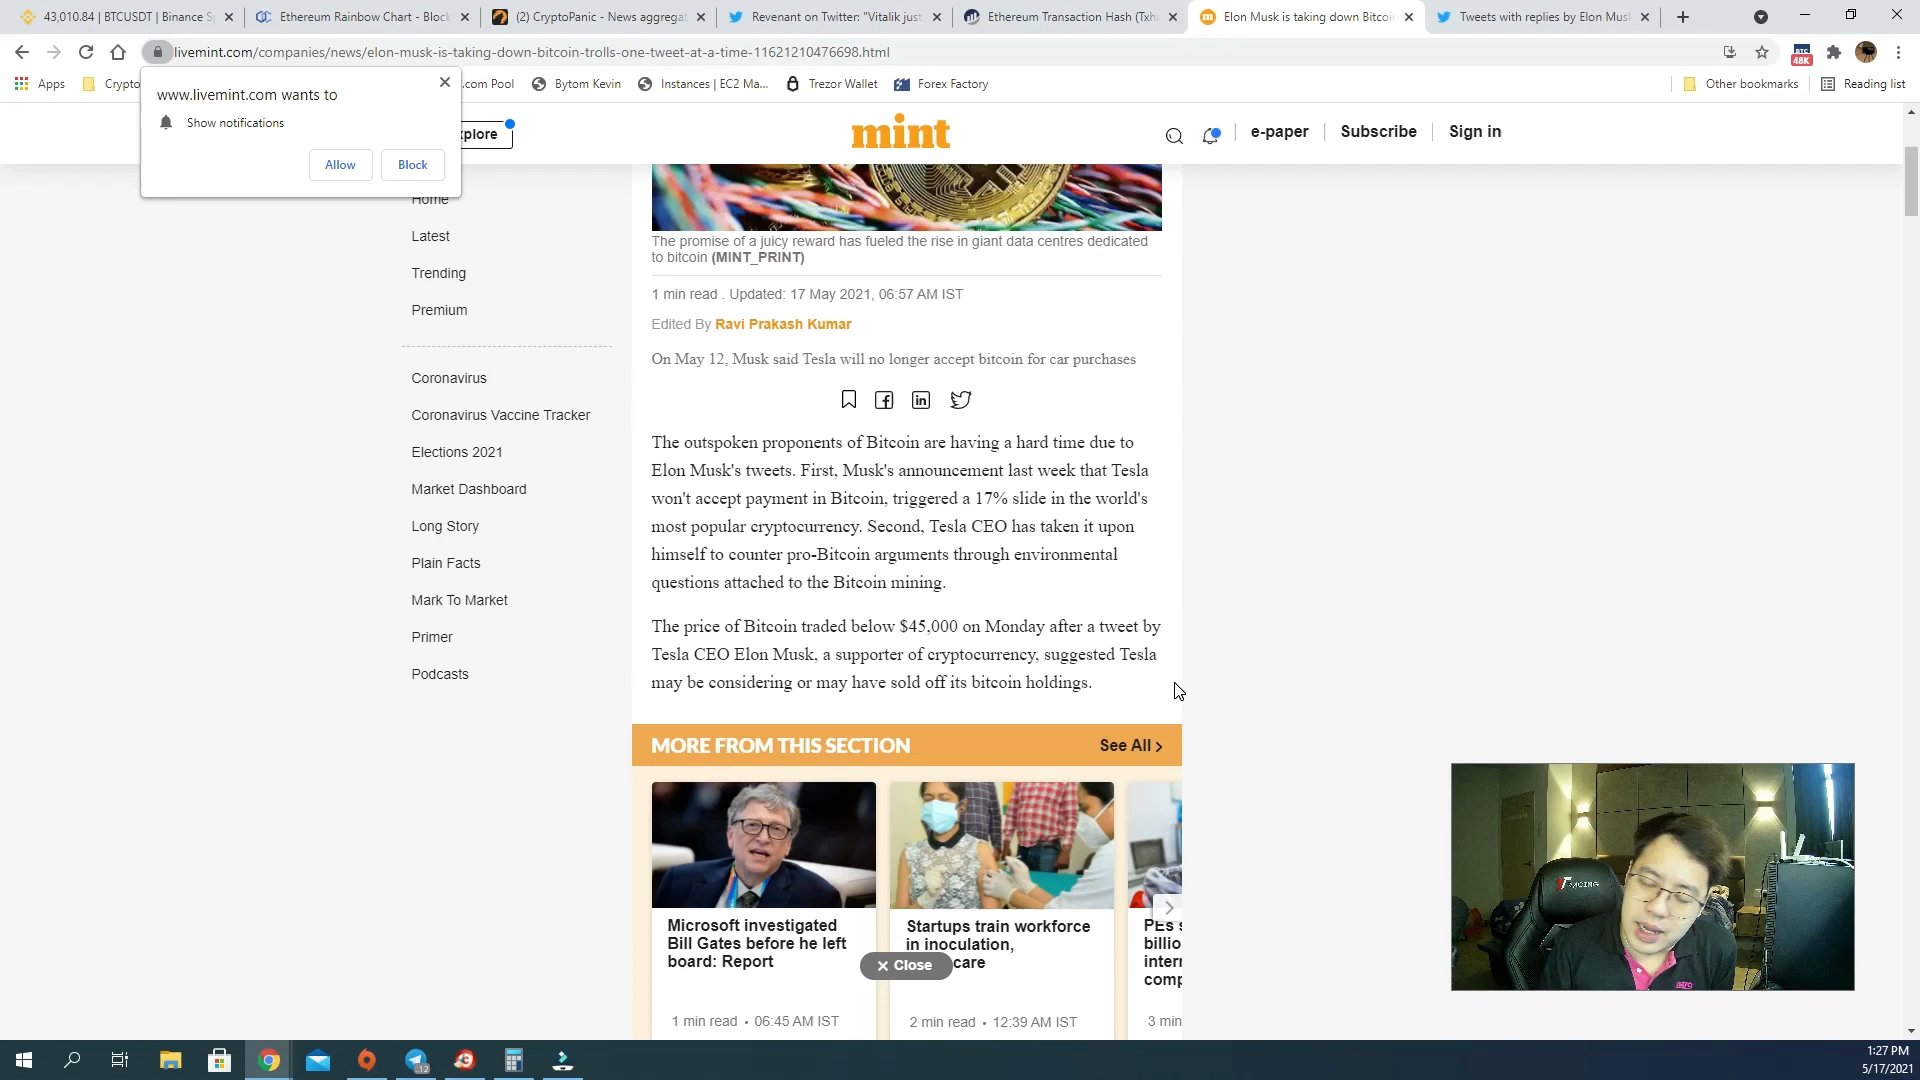 43,010.84 | BTCUSDT | Binance S
Ethereum Rainbow Chart - Block
(2) CryptoPanic - News aggregat
Revenant on Twitter: "Vitalik just
Ethereum Transaction Hash (Txha
Elon Musk is taking down Bitcoin
Tweets with replies by Elon Musk
livemint.com/companies/news/elon-musk-is-taking-down-bitcoin-trolls-one-tweet-at-a-time-11621210476698.html
48K
Apps
Crypto
.com Pool
Bytom Kevin
Instances | EC2 Ma...
Trezor Wallet
Forex Factory
Other bookmarks
Reading list
www.livemint.com wants to
Show notifications
Allow
Block
xplore
mint
e-paper
Subscribe
Sign in
Home
Latest
Trending
Premium
Coronavirus
Coronavirus Vaccine Tracker
Elections 2021
Market Dashboard
Long Story
Plain Facts
Mark To Market
Primer
Podcasts
The promise of a juicy reward has fueled the rise in giant data centres dedicated
to bitcoin (MINT_PRINT)
1 min read . Updated: 17 May 2021, 06:57 AM IST
Edited By Ravi Prakash Kumar
On May 12, Musk said Tesla will no longer accept bitcoin for car purchases
The outspoken proponents of Bitcoin are having a hard time due to
Elon Musk's tweets. First, Musk's announcement last week that Tesla
won't accept payment in Bitcoin, triggered a 17% slide in the world's
most popular cryptocurrency. Second, Tesla CEO has taken it upon
himself to counter pro-Bitcoin arguments through environmental
questions attached to the Bitcoin mining.
The price of Bitcoin traded below $45,000 on Monday after a tweet by
Tesla CEO Elon Musk, a supporter of cryptocurrency, suggested Tesla
may be considering or may have sold off its bitcoin holdings.
MORE FROM THIS SECTION
See All >
Microsoft investigated
Bill Gates before he left
board: Report
1 min read • 06:45 AM IST
Startups train workforce
in inoculation,
care
2 min read • 12:39 AM IST
PEs s
billio
inter
comp
3 min
× Close
RACING
12
1:27 PM
5/17/2021